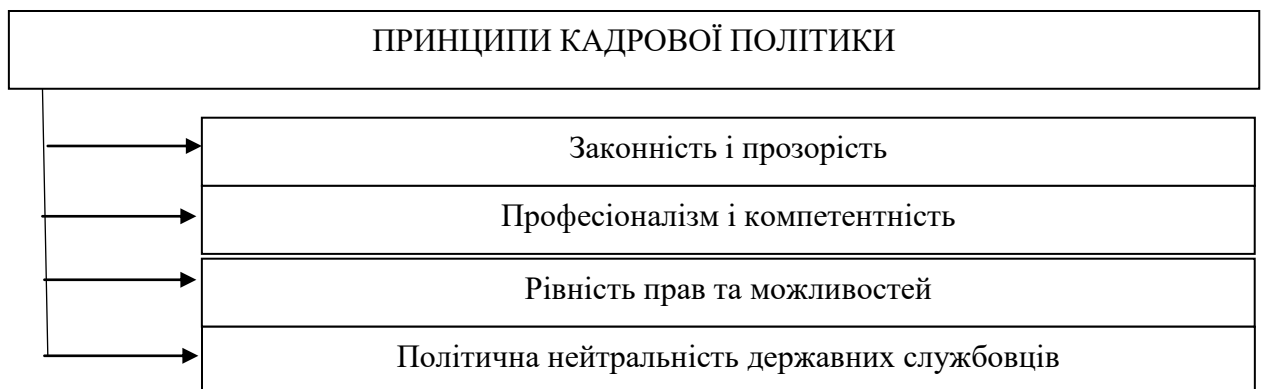 ПРИНЦИПИ КАДРОВОЇ ПОЛІТИКИ
Законність і прозорість
Професіоналізм і компетентність
Рівність прав та можливостей
Політична нейтральність державних службовців